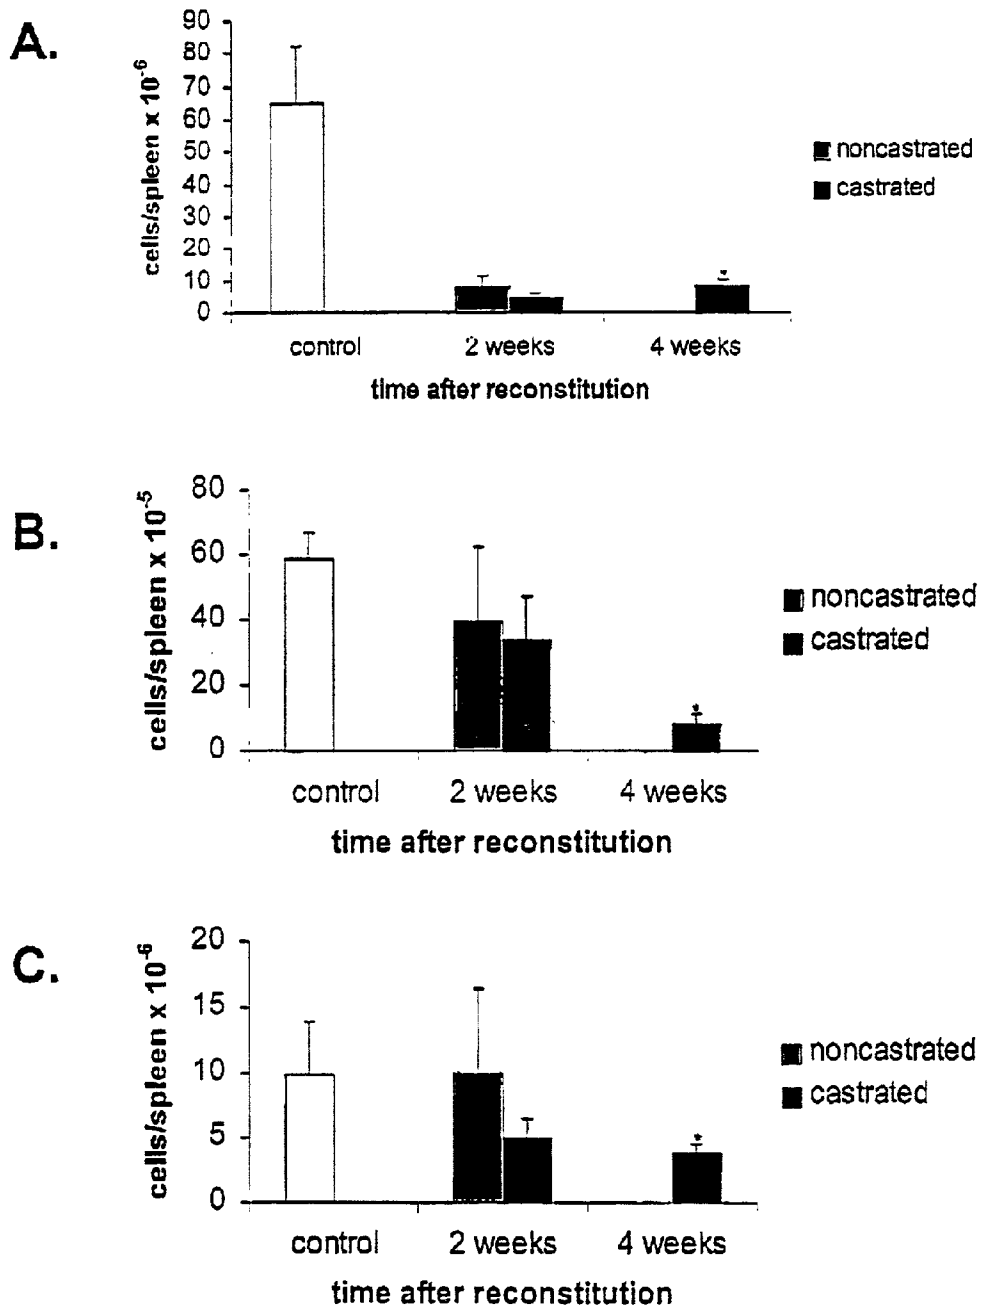 A.
cells/spleen x 10-6
90
80
70
60
50
40
30
20
10
0
control
2 weeks
4 weeks
*
noncastrated
castrated
time after reconstitution
B.
cells/spleen x 10-5
80
60
40
20
0
control
2 weeks
4 weeks
*
noncastrated
castrated
time after reconstitution
C.
cells/spleen x 10-6
20
15
10
5
0
control
2 weeks
4 weeks
*
noncastrated
castrated
time after reconstitution